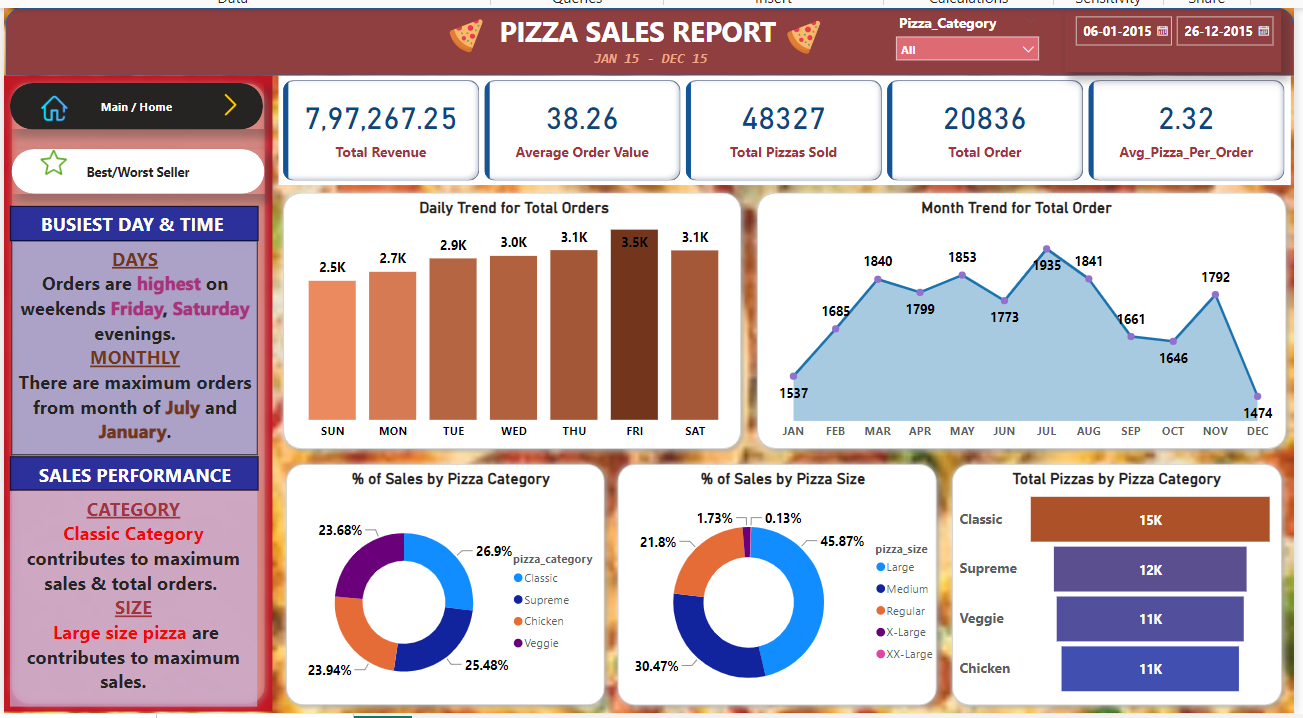 Data Queries Insert Calculations Sensitivity Share
PIZZA SALES REPORT
JAN 15 - DEC 15
Pizza_Category
All
06-01-2015
26-12-2015
Main / Home
Best/Worst Seller
7,97,267.25
Total Revenue
38.26
Average Order Value
48327
Total Pizzas Sold
20836
Total Order
2.32
Avg_Pizza_Per_Order
BUSIEST DAY & TIME
DAYS
Orders are highest on
weekends Friday, Saturday
evenings.
MONTHLY
There are maximum orders
from month of July and
January.
SALES PERFORMANCE
CATEGORY
Classic Category
contributes to maximum
sales & total orders.
SIZE
Large size pizza are
contributes to maximum
sales.
Daily Trend for Total Orders
2.5K
2.7K
2.9K
3.0K
3.1K
3.5K
3.1K
SUN MON TUE WED THU FRI SAT
Month Trend for Total Order
1537
1685
1840
1799
1853
1773
1935
1841
1661
1646
1792
1474
JAN FEB MAR APR MAY JUN JUL AUG SEP OCT NOV DEC
% of Sales by Pizza Category
23.68%
26.9%
23.94%
25.48%
pizza_category
Classic
Supreme
Chicken
Veggie
% of Sales by Pizza Size
1.73%
0.13%
21.8%
45.87%
30.47%
pizza_size
Large
Medium
Regular
X-Large
XX-Large
Total Pizzas by Pizza Category
Classic 15K
Supreme 12K
Veggie 11K
Chicken 11K